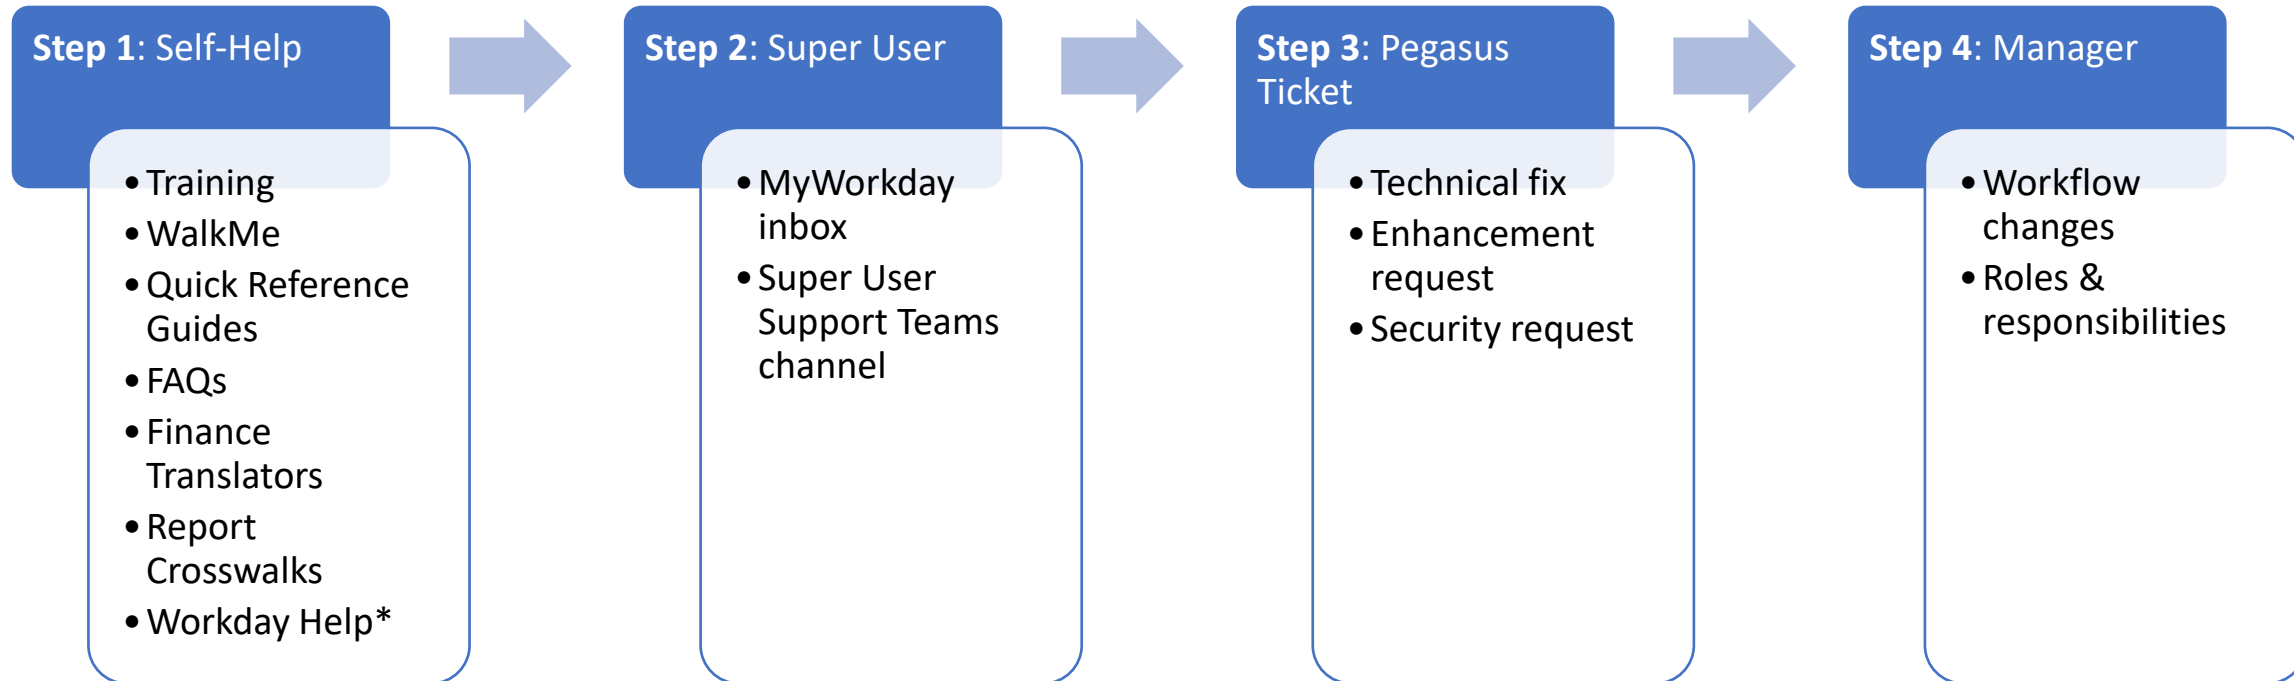 Step 1: Self-Help
• Training
• WalkMe
• Quick Reference
Guides
• FAQs
• Finance
Translators
• Report
Crosswalks
• Workday Help*
Step 2: Super User
• MyWorkday
inbox
• Super User
Support Teams
channel
Step 3: Pegasus
Ticket
• Technical fix
• Enhancement
request
• Security request
Step 4: Manager
• Workflow
changes
• Roles &
responsibilities